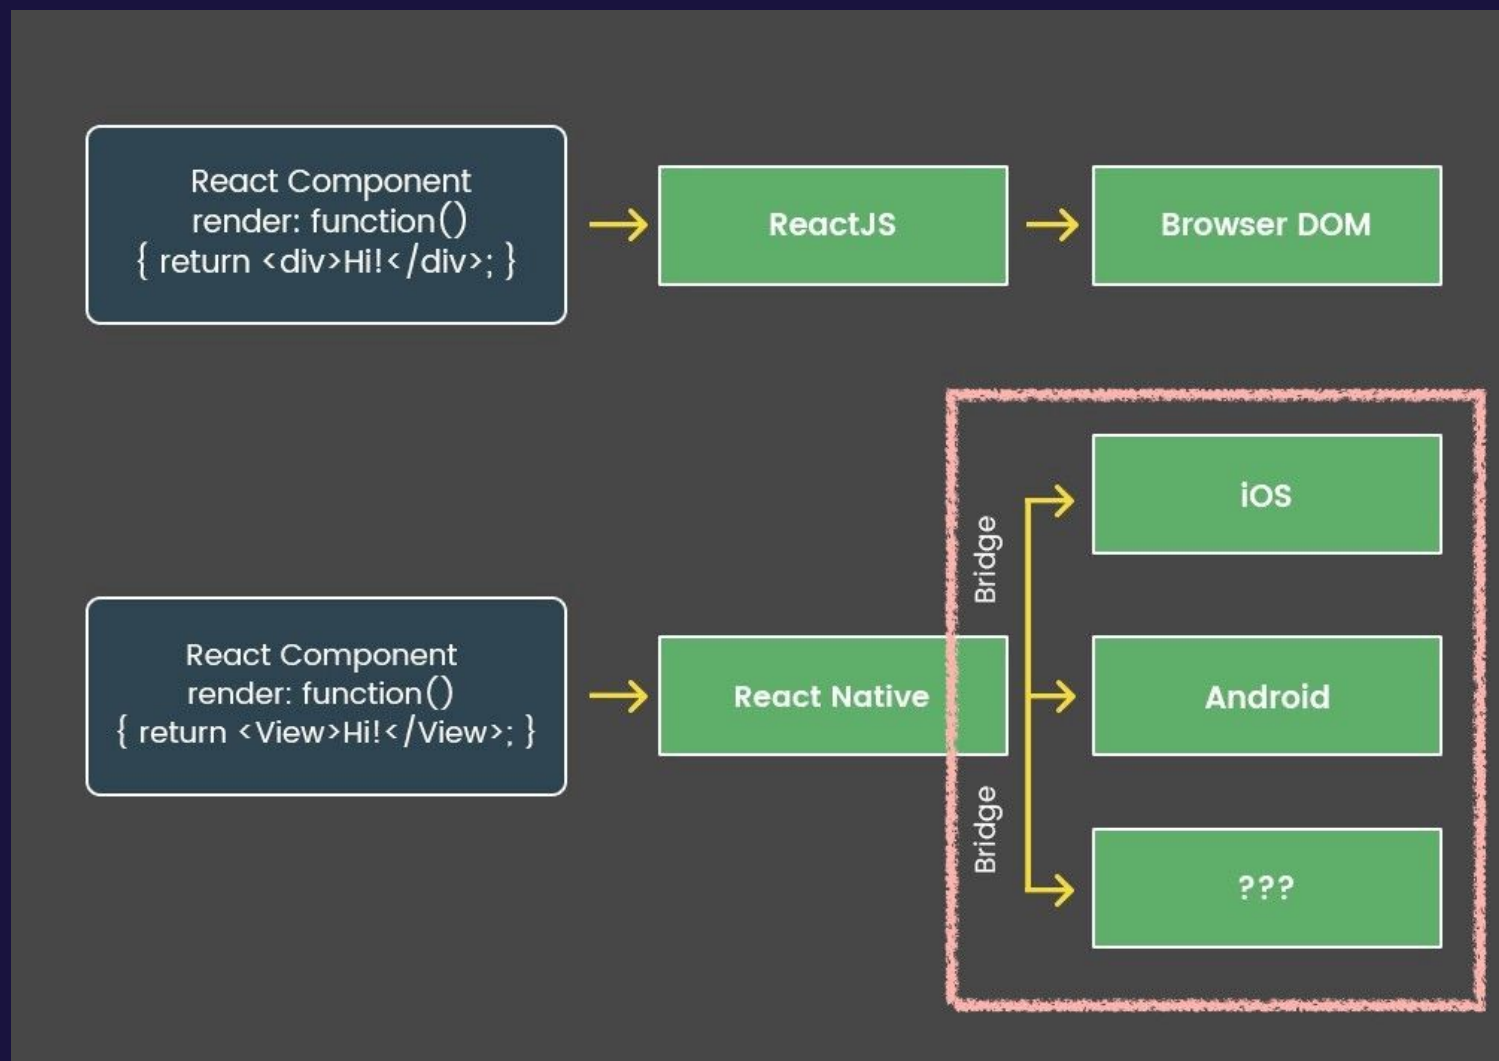 React Component
render: function()
{ return <div>Hi!</div>; }
ReactJS
Browser DOM
iOS
Bridge
React Component
render: function()
{ return <View>Hi!</View>; }
React Native
Android
Bridge
???